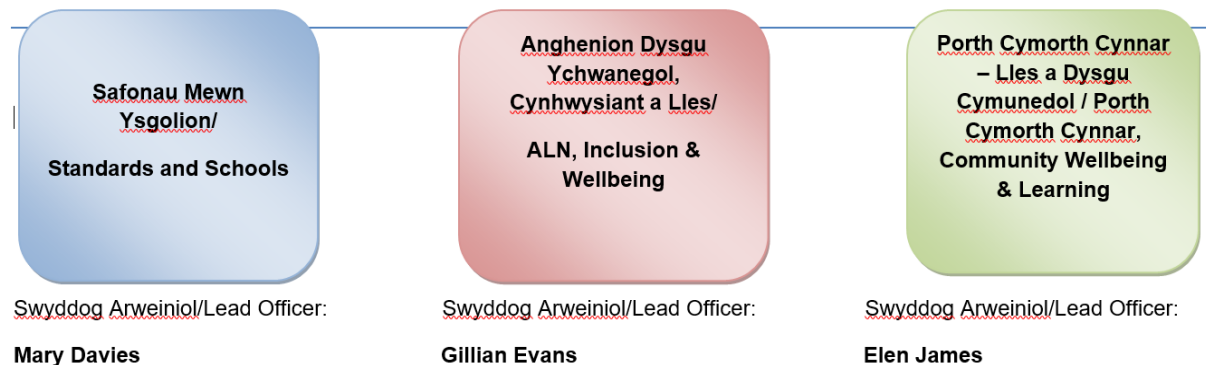 Safonau Mewn
Ysgolion/
Standards and Schools
Anghenion Dysgu
Ychwanegol,
Cynhwysiant a Lles/
ALN, Inclusion &
Wellbeing
Porth Cymorth Cynnar
– Lles a Dysgu
Cymunedol / Porth
Cymorth Cynnar,
Community Wellbeing
& Learning
Swyddog Arweiniol/Lead Officer:
Mary Davies
Swyddog Arweiniol/Lead Officer:
Gillian Evans
Swyddog Arweiniol/Lead Officer:
Elen James